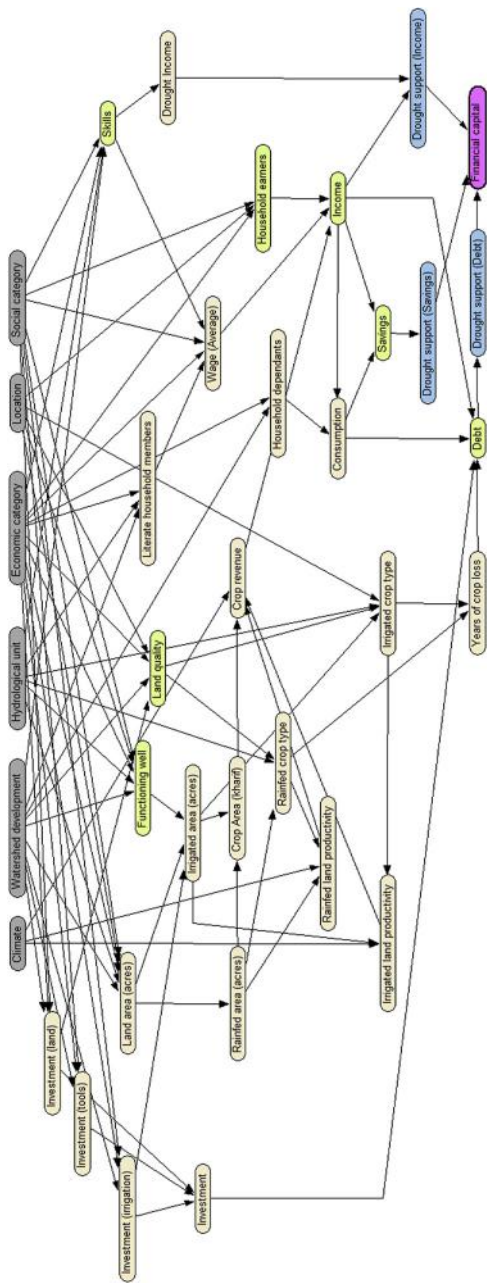 Climate
Watershed development
Hydrological unit
Economic category
Location
Social category
Investment (land)
Investment (tools)
Investment (irrigation)
Investment
Land area (acres)
Functioning well
Land quality
Literate household members
Skills
Drought Income
Irrigated area (acres)
Wage (Average)
Rainfed area (acres)
Crop Area (kharif)
Crop revenue
Household dependants
Household earners
Rainfed crop type
Rainfed land productivity
Consumption
Income
Irrigated land productivity
Irrigated crop type
Savings
Drought support (Savings)
Drought support (Income)
Years of crop loss
Debt
Drought support (Debt)
Financial capital